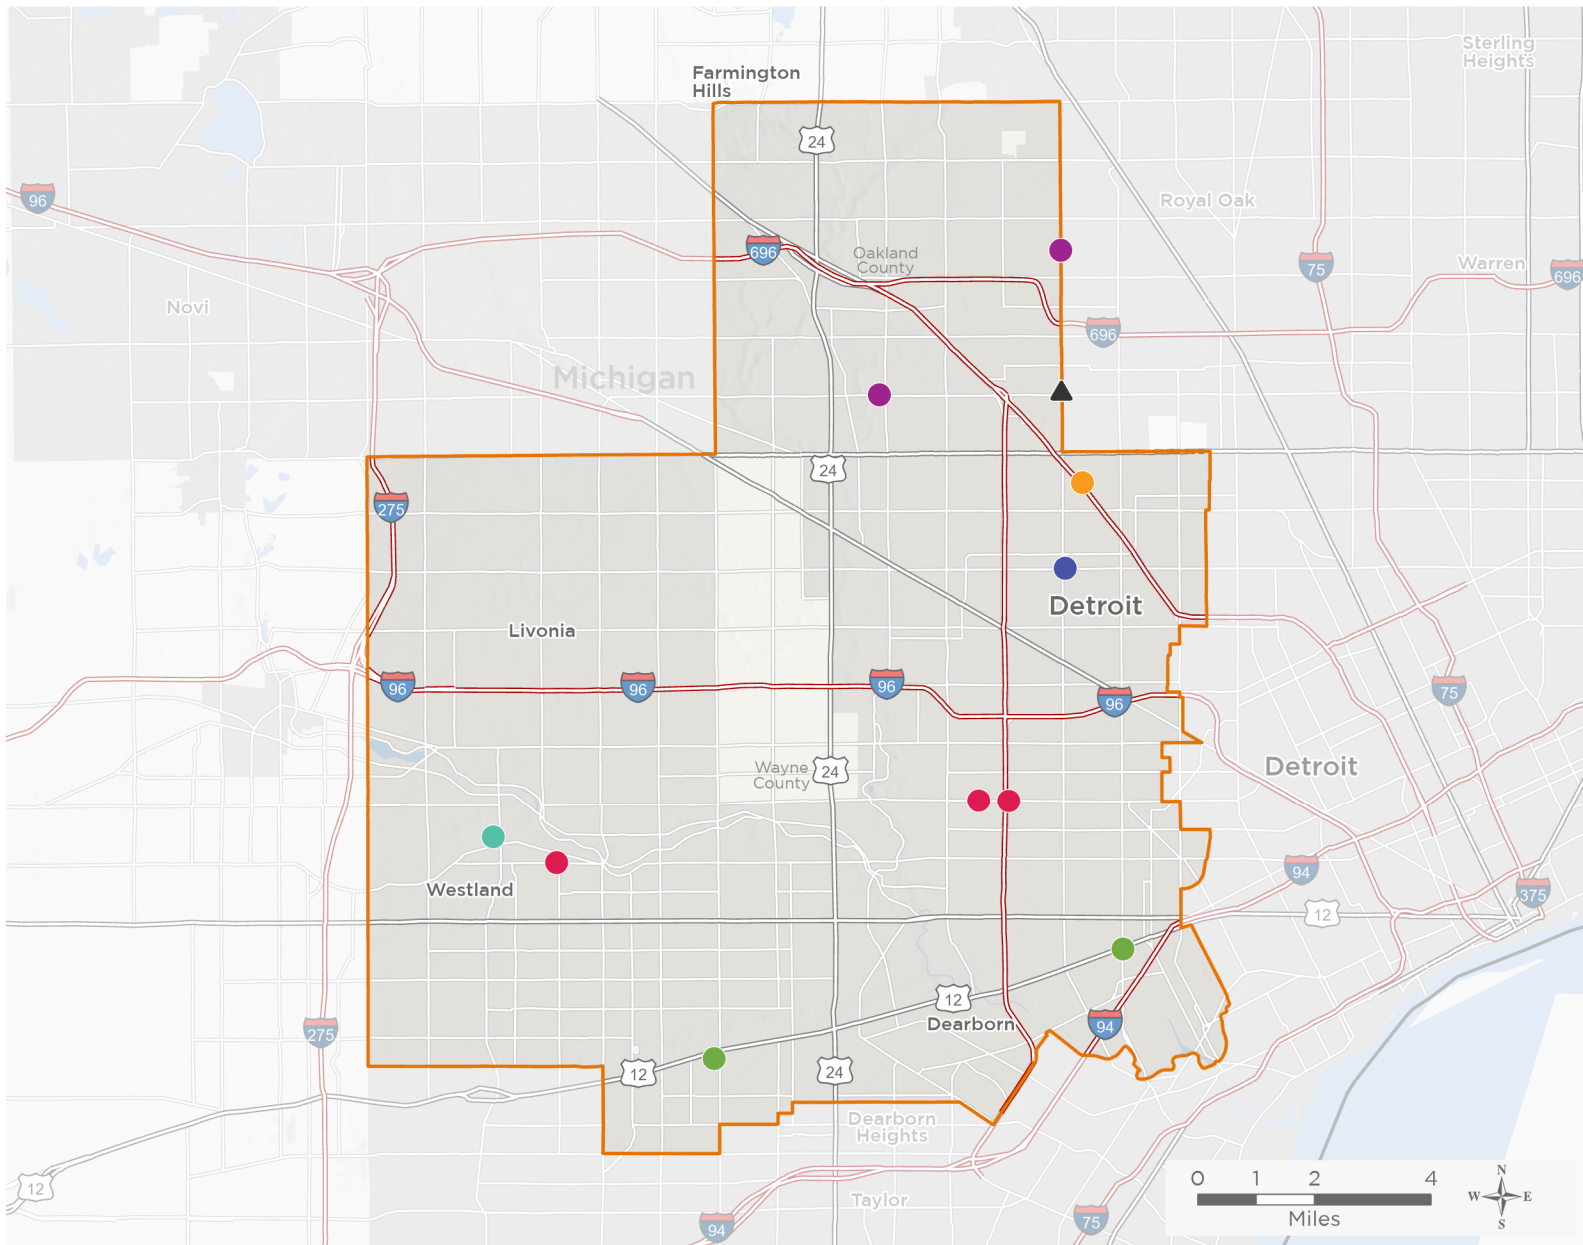 Sterling
Heights
Farmington
Hills
24
96
Royal Oak
696
Oakland
County
75
Warren
696
Novi
696
Michigan
24
275
Detroit
Livonia
96
96
96
96
75
Wayne
County
24
Detroit
94
Westland
375
12
12
Dearborn
94
275
12
24
Dearborn
Heights
12
Taylor
94
75
0 1 2 4
Miles
N
W E
S